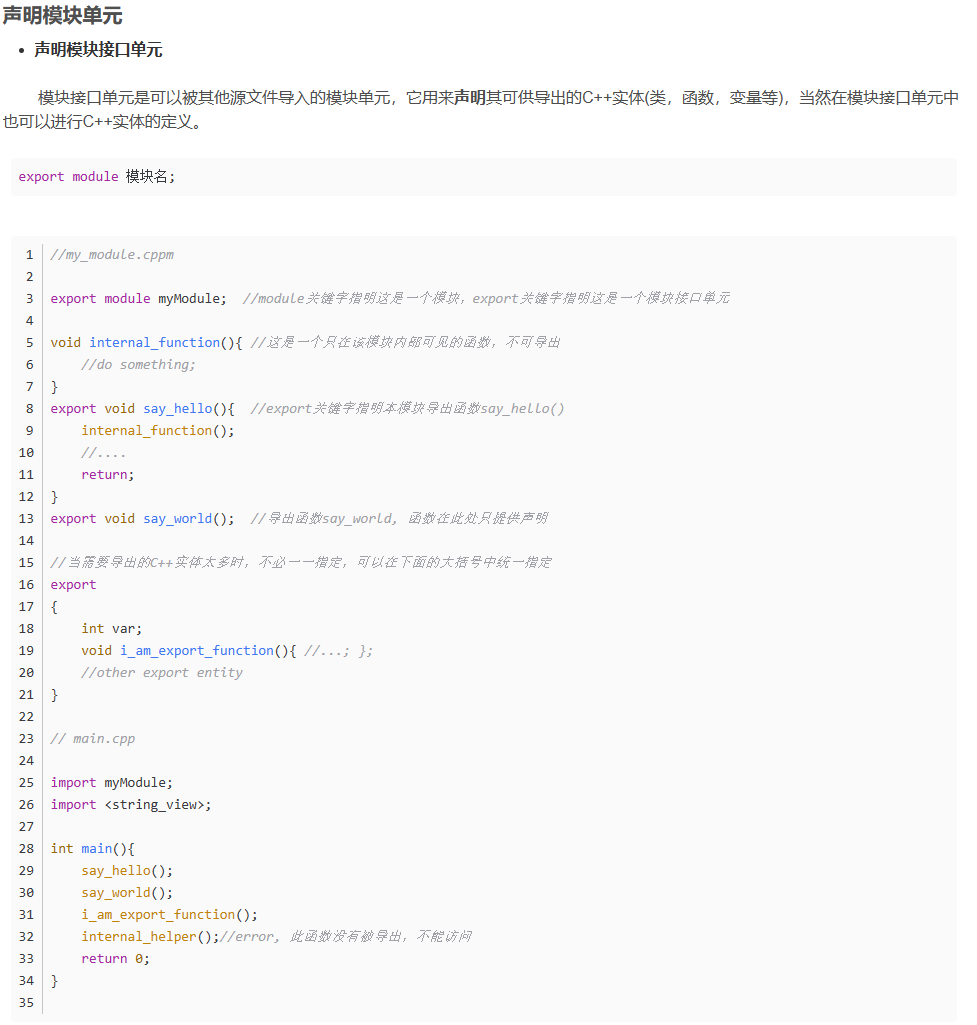 声明模块单元
• 声明模块接口单元
模块接口单元是可以被其他源文件导入的模块单元，它用来声明其可供导出的C++实体(类，函数，变量等)，当然在模块接口单元中
也可以进行C++实体的定义。
export module 模块名;
1 //my_module.cppm
2
3 export module myModule;  //module关键字指明这是一个模块，export关键字指明这是一个模块接口单元
4
5 void internal_function(){ //这是一个只在该模块内部可见的函数，不可导出
6     //do something;
7 }
8 export void say_hello(){  //export关键字指明本模块导出函数say_hello()
9     internal_function();
10     //....
11     return;
12 }
13 export void say_world();  //导出函数say_world, 函数在此处只提供声明
14
15 //当需要导出的C++实体太多时，不必一一指定，可以在下面的大括号中统一指定
16 export
17 {
18     int var;
19     void i_am_export_function(){ //...; };
20     //other export entity
21 }
22
23 // main.cpp
24
25 import myModule;
26 import <string_view>;
27
28 int main(){
29     say_hello();
30     say_world();
31     i_am_export_function();
32     internal_helper();//error, 此函数没有被导出，不能访问
33     return 0;
34 }
35